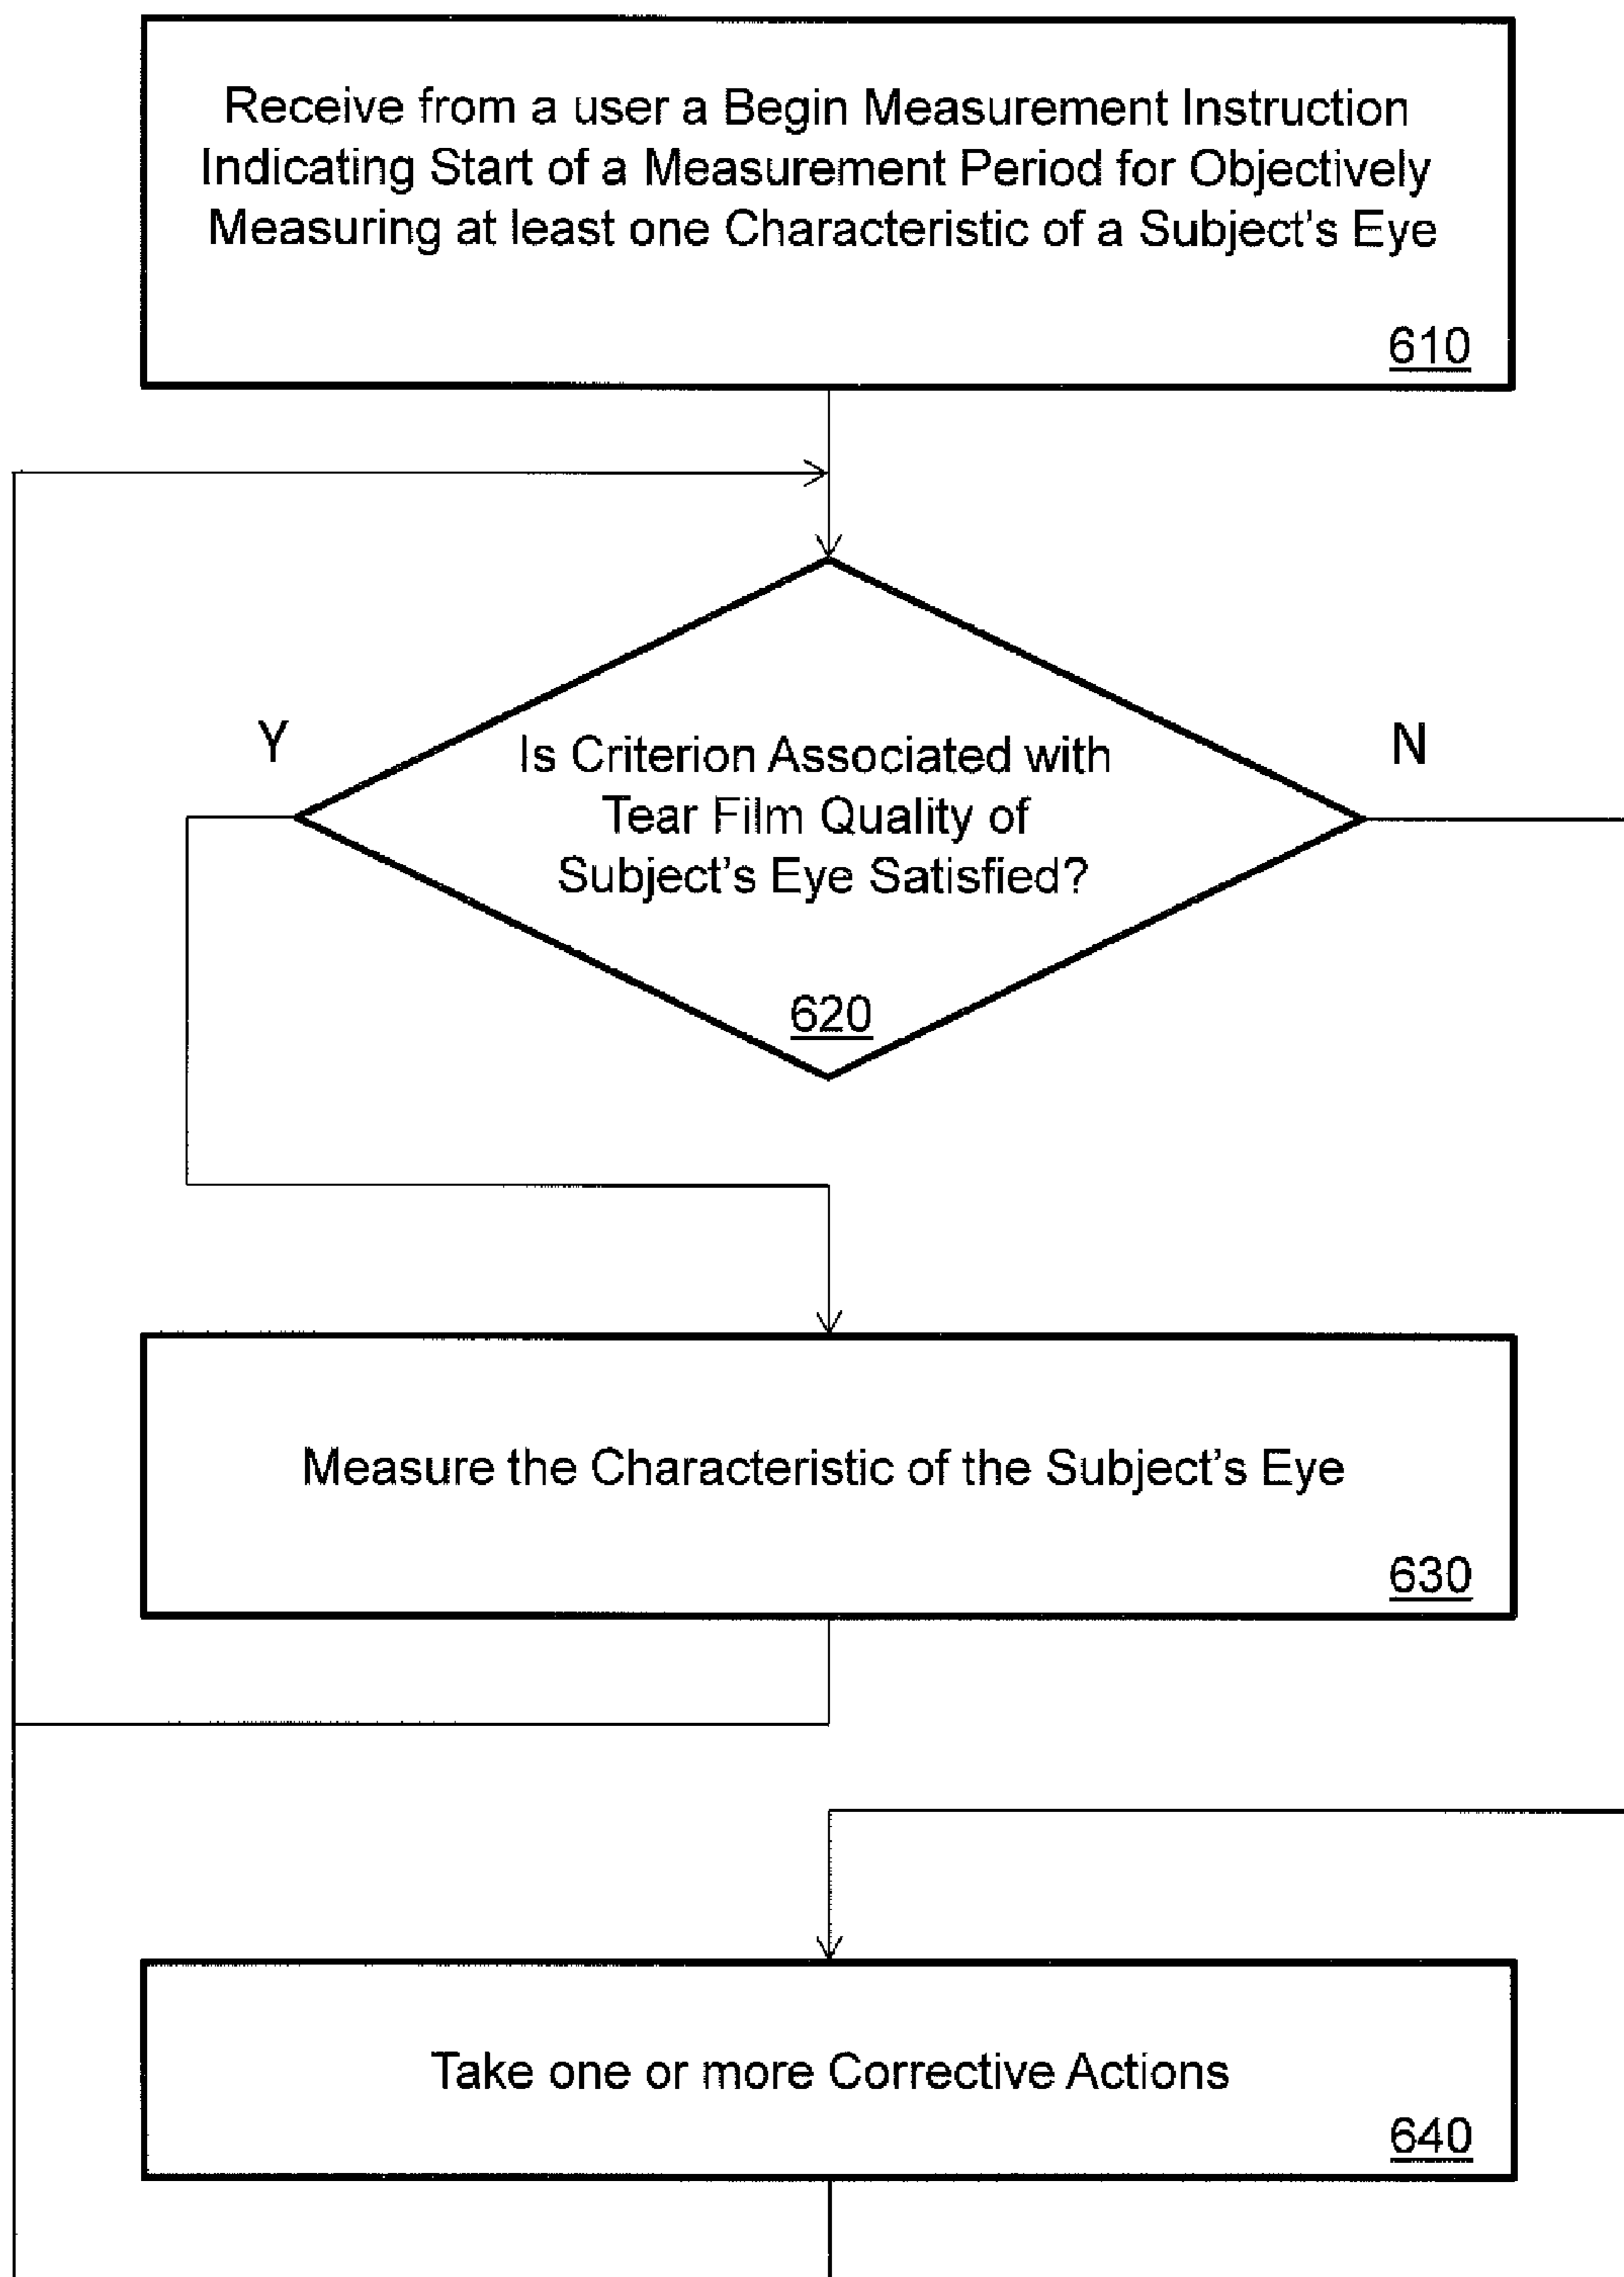 Receive from a user a Begin Measurement Instruction
Indicating Start of a Measurement Period for Objectively
Measuring at least one Characteristic of a Subject's Eye
610
Y
N
Is Criterion Associated with
Tear Film Quality of
Subject's Eye Satisfied?
620
Measure the Characteristic of the Subject's Eye
630
Take one or more Corrective Actions
640